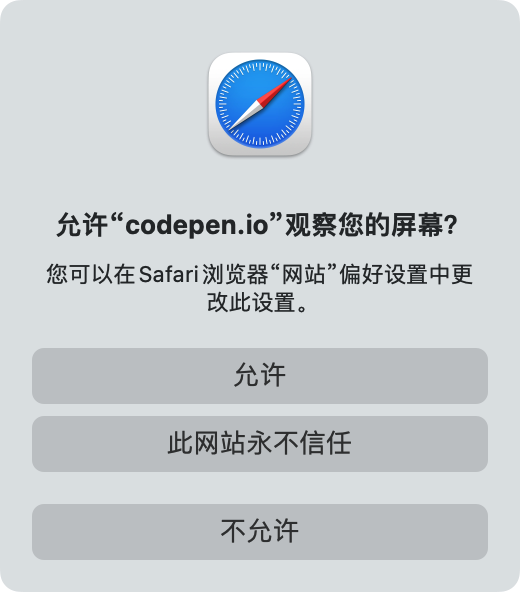 允许“codepen.io”观察您的屏幕？
您可以在 Safari 浏览器“网站”偏好设置中更
改此设置。
允许
此网站永不信任
不允许